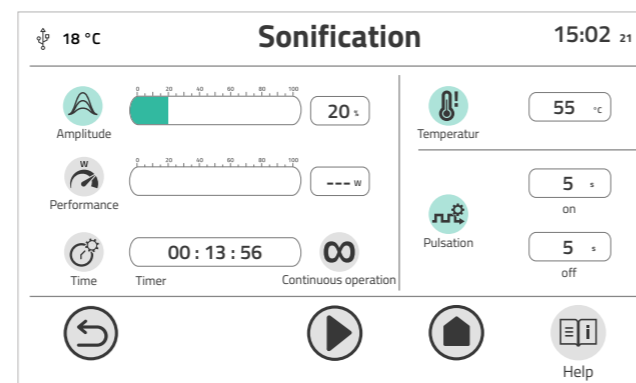 18 °C
Sonification
15:02 21
0 20 40 60 80 100
20 s
Amplitude
55 °C
Temperatur
W
0 20 40 60 80 100
--- W
Performance
5 s
on
Pulsation
5 s
off
00 : 13 : 56
Time
Timer
Continuous operation
i
Help